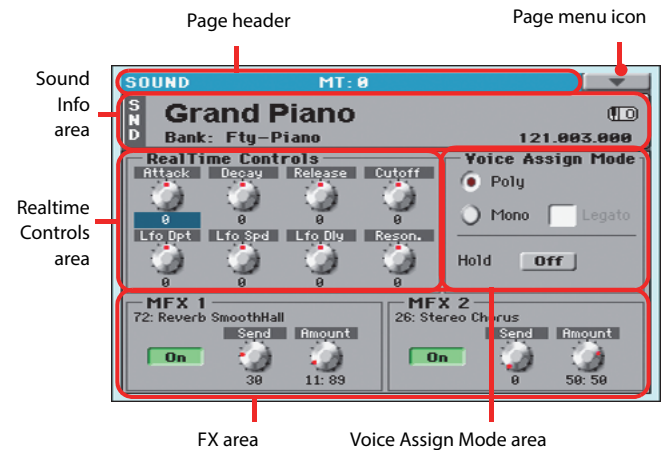 Page header
Page menu icon
Sound
Info
area
SOUND MT: 0
SND
Grand Piano
Bank: Fty-Piano 121.003.000
Realtime
Controls
area
RealTime Controls
Attack Decay Release Cutoff
0 0 0 0
Lfo Dpt Lfo Spd Lfo Dly Reson.
0 0 0 0
Voice Assign Mode
Poly
Mono Legato
Hold Off
MFX 1
72: Reverb SmoothHall
Send Amount
On
30 11: 89
MFX 2
26: Stereo Chorus
Send Amount
On
0 50: 50
FX area
Voice Assign Mode area